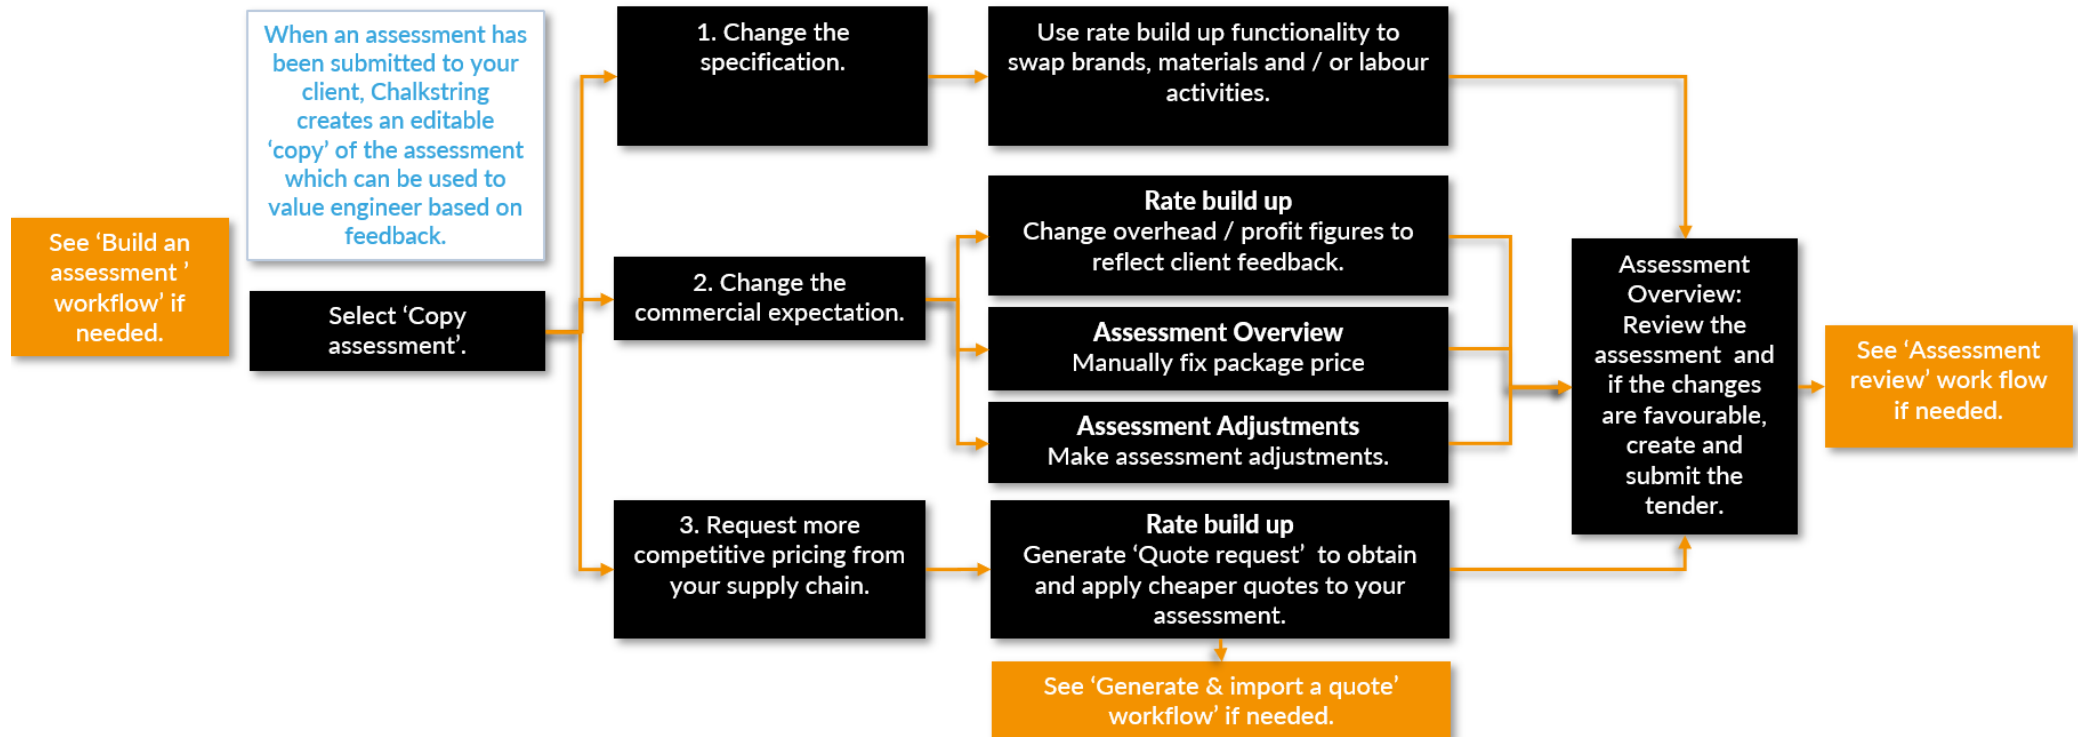 See ‘Build an
assessment ’
workflow’ if
needed.
When an assessment has
been submitted to your
client, Chalkstring
creates an editable
‘copy’ of the assessment
which can be used to
value engineer based on
feedback.
Select ‘Copy
assessment’.
1. Change the
specification.
Use rate build up functionality to
swap brands, materials and / or labour
activities.
2. Change the
commercial expectation.
Rate build up
Change overhead / profit figures to
reflect client feedback.
Assessment Overview
Manually fix package price
Assessment Adjustments
Make assessment adjustments.
3. Request more
competitive pricing from
your supply chain.
Rate build up
Generate ‘Quote request’ to obtain
and apply cheaper quotes to your
assessment.
See ‘Generate & import a quote’
workflow’ if needed.
Assessment
Overview:
Review the
assessment and
if the changes
are favourable,
create and
submit the
tender.
See ‘Assessment
review’ work flow
if needed.